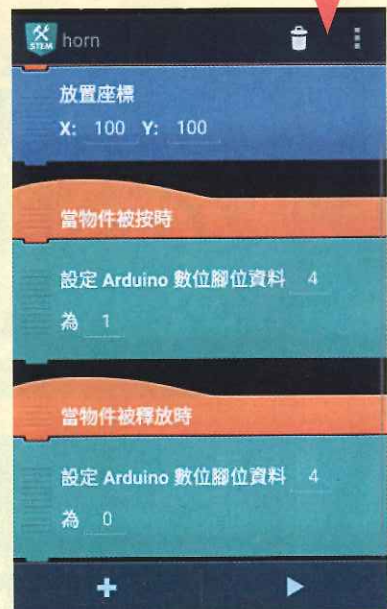 STEM
horn
放置座標
X: 100 Y: 100
當物件被按時
設定 Arduino 數位腳位資料 4
為 1
當物件被釋放時
設定 Arduino 數位腳位資料 4
為 0